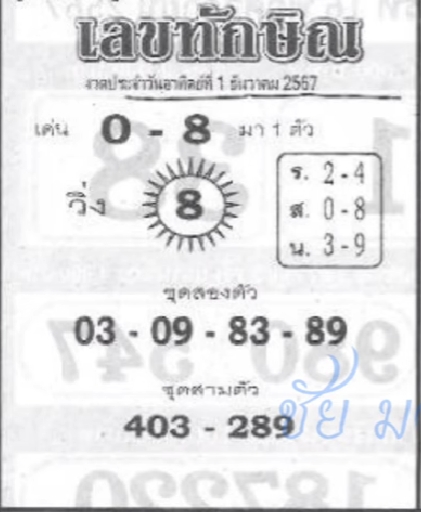 เลขทักษิณ
งวดประจำวันอาทิตย์ที่ 1 ธันวาคม 2567
เด่น 0 - 8 มา 1 ตัว
วิ่ง 8
ร. 2-4
ส. 0-8
น. 3-9
ชุดสองตัว
03 - 09 - 83 - 89
ชุดสามตัว
403 - 289
ชัย ม